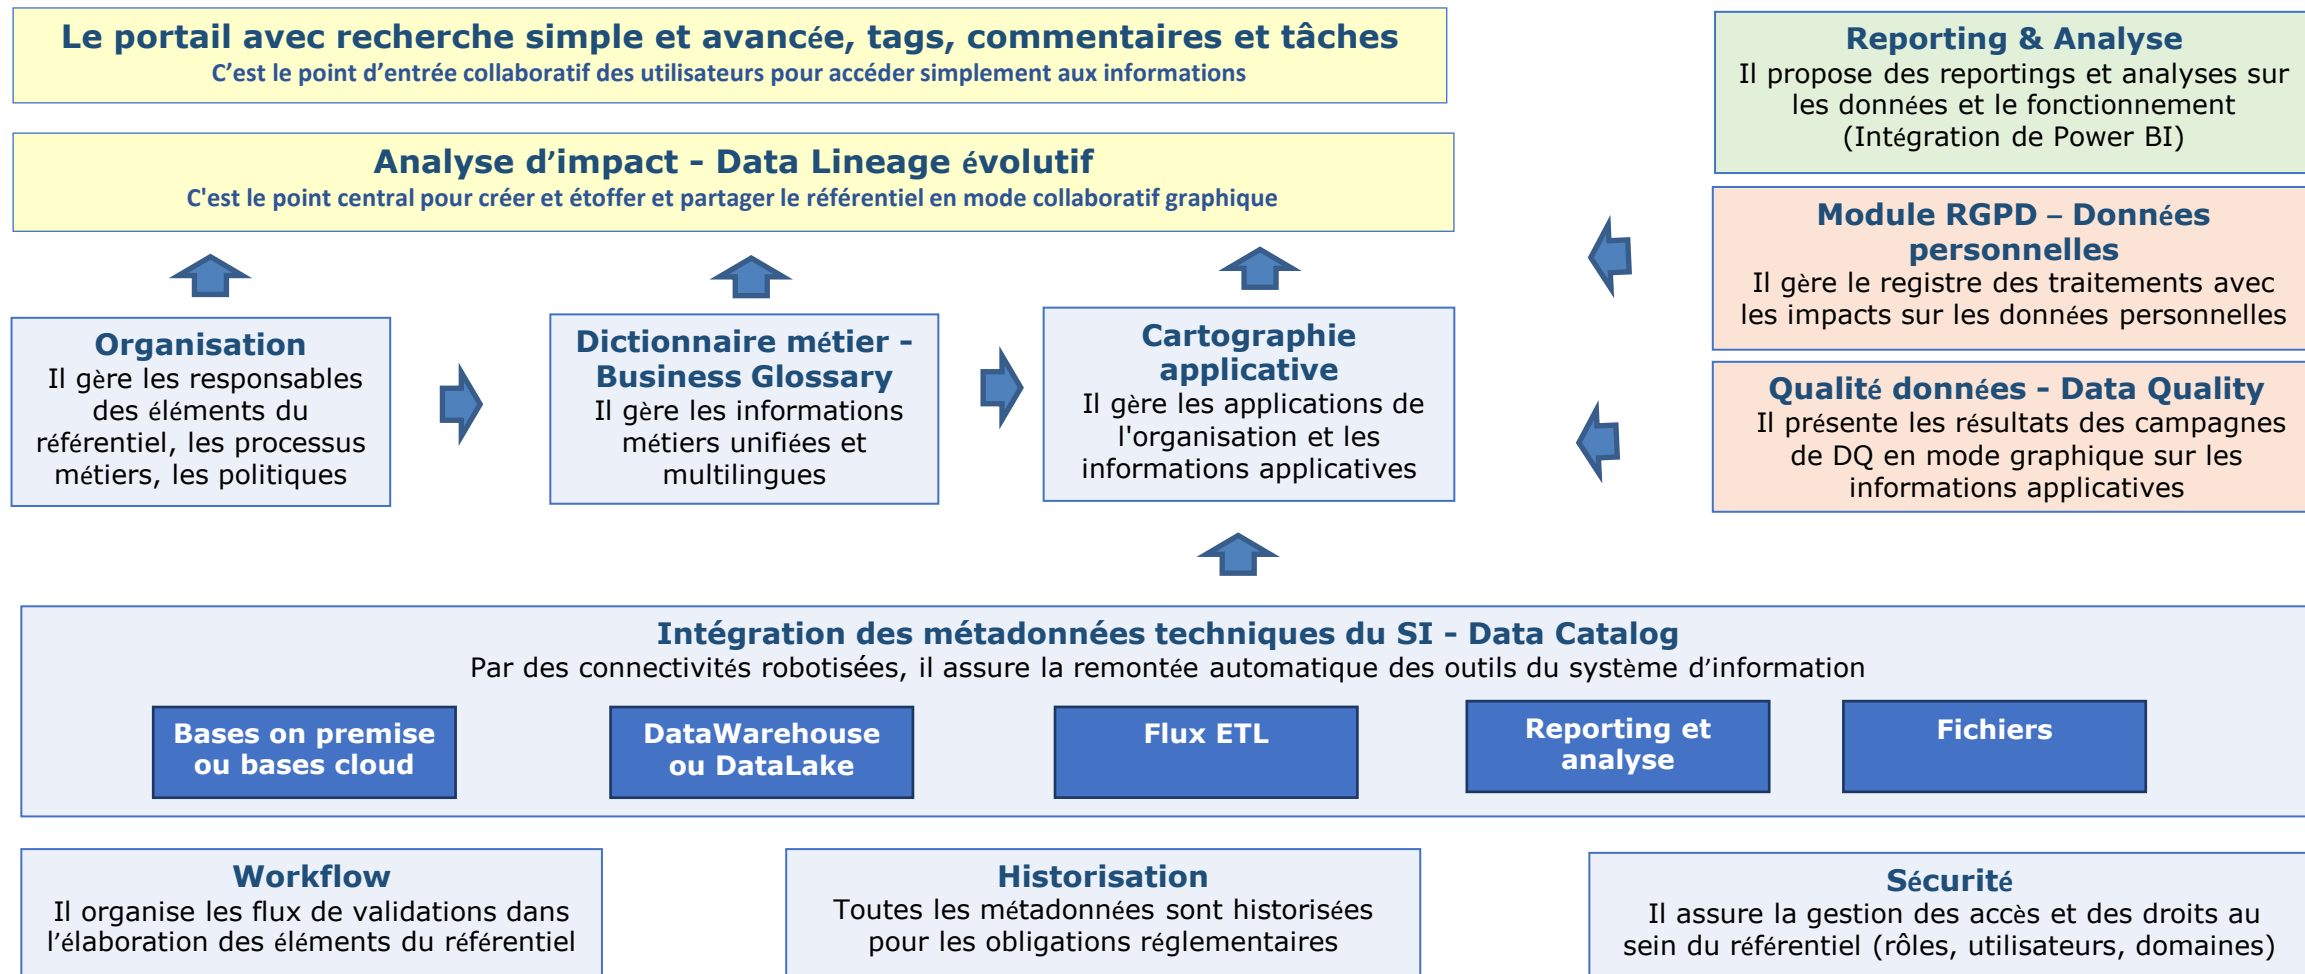 Le portail avec recherche simple et avancée, tags, commentaires et tâches
C’est le point d’entrée collaboratif des utilisateurs pour accéder simplement aux informations
Analyse d’impact - Data Lineage évolutif
C'est le point central pour créer et étoffer et partager le référentiel en mode collaboratif graphique
Reporting & Analyse
Il propose des reportings et analyses sur
les données et le fonctionnement
(Intégration de Power BI)
Module RGPD – Données
personnelles
Il gère le registre des traitements avec
les impacts sur les données personnelles
Organisation
Il gère les responsables
des éléments du
référentiel, les processus
métiers, les politiques
Dictionnaire métier -
Business Glossary
Il gère les informations
métiers unifiées et
multilingues
Cartographie
applicative
Il gère les applications de
l'organisation et les
informations applicatives
Qualité données - Data Quality
Il présente les résultats des campagnes
de DQ en mode graphique sur les
informations applicatives
Intégration des métadonnées techniques du SI - Data Catalog
Par des connectivités robotisées, il assure la remontée automatique des outils du système d’information
Bases on premise
ou bases cloud
DataWarehouse
ou DataLake
Flux ETL
Reporting et
analyse
Fichiers
Workflow
Il organise les flux de validations dans
l’élaboration des éléments du référentiel
Historisation
Toutes les métadonnées sont historisées
pour les obligations réglementaires
Sécurité
Il assure la gestion des accès et des droits au
sein du référentiel (rôles, utilisateurs, domaines)